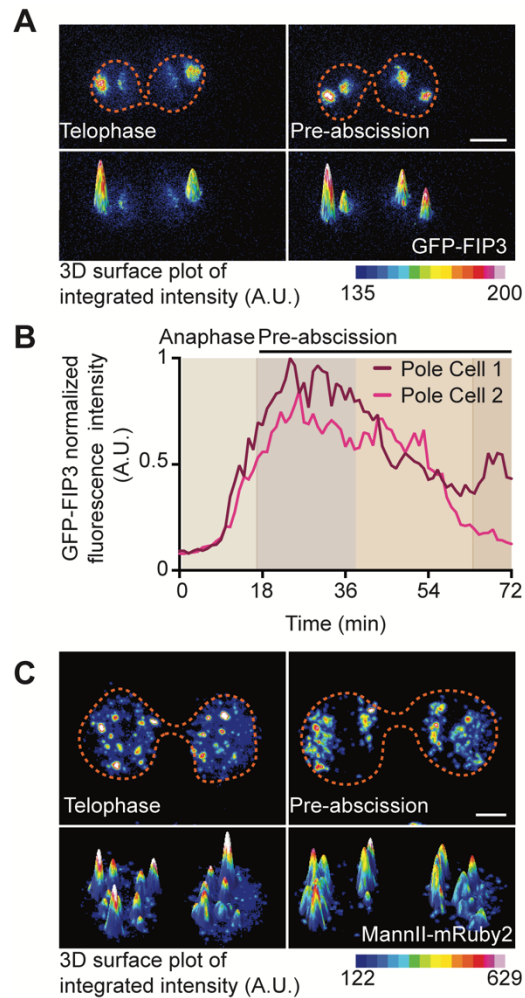 A
Telophase
Pre-abscission
GFP-FIP3
3D surface plot of
integrated intensity (A.U.)
135
200
B
Anaphase Pre-abscission
GFP-FIP3 normalized
fluorescence intensity
(A.U.)
1
0.5
Pole Cell 1
Pole Cell 2
0 18 36 54 72
Time (min)
C
Telophase
Pre-abscission
MannII-mRuby2
3D surface plot of
integrated intensity (A.U.)
122
629